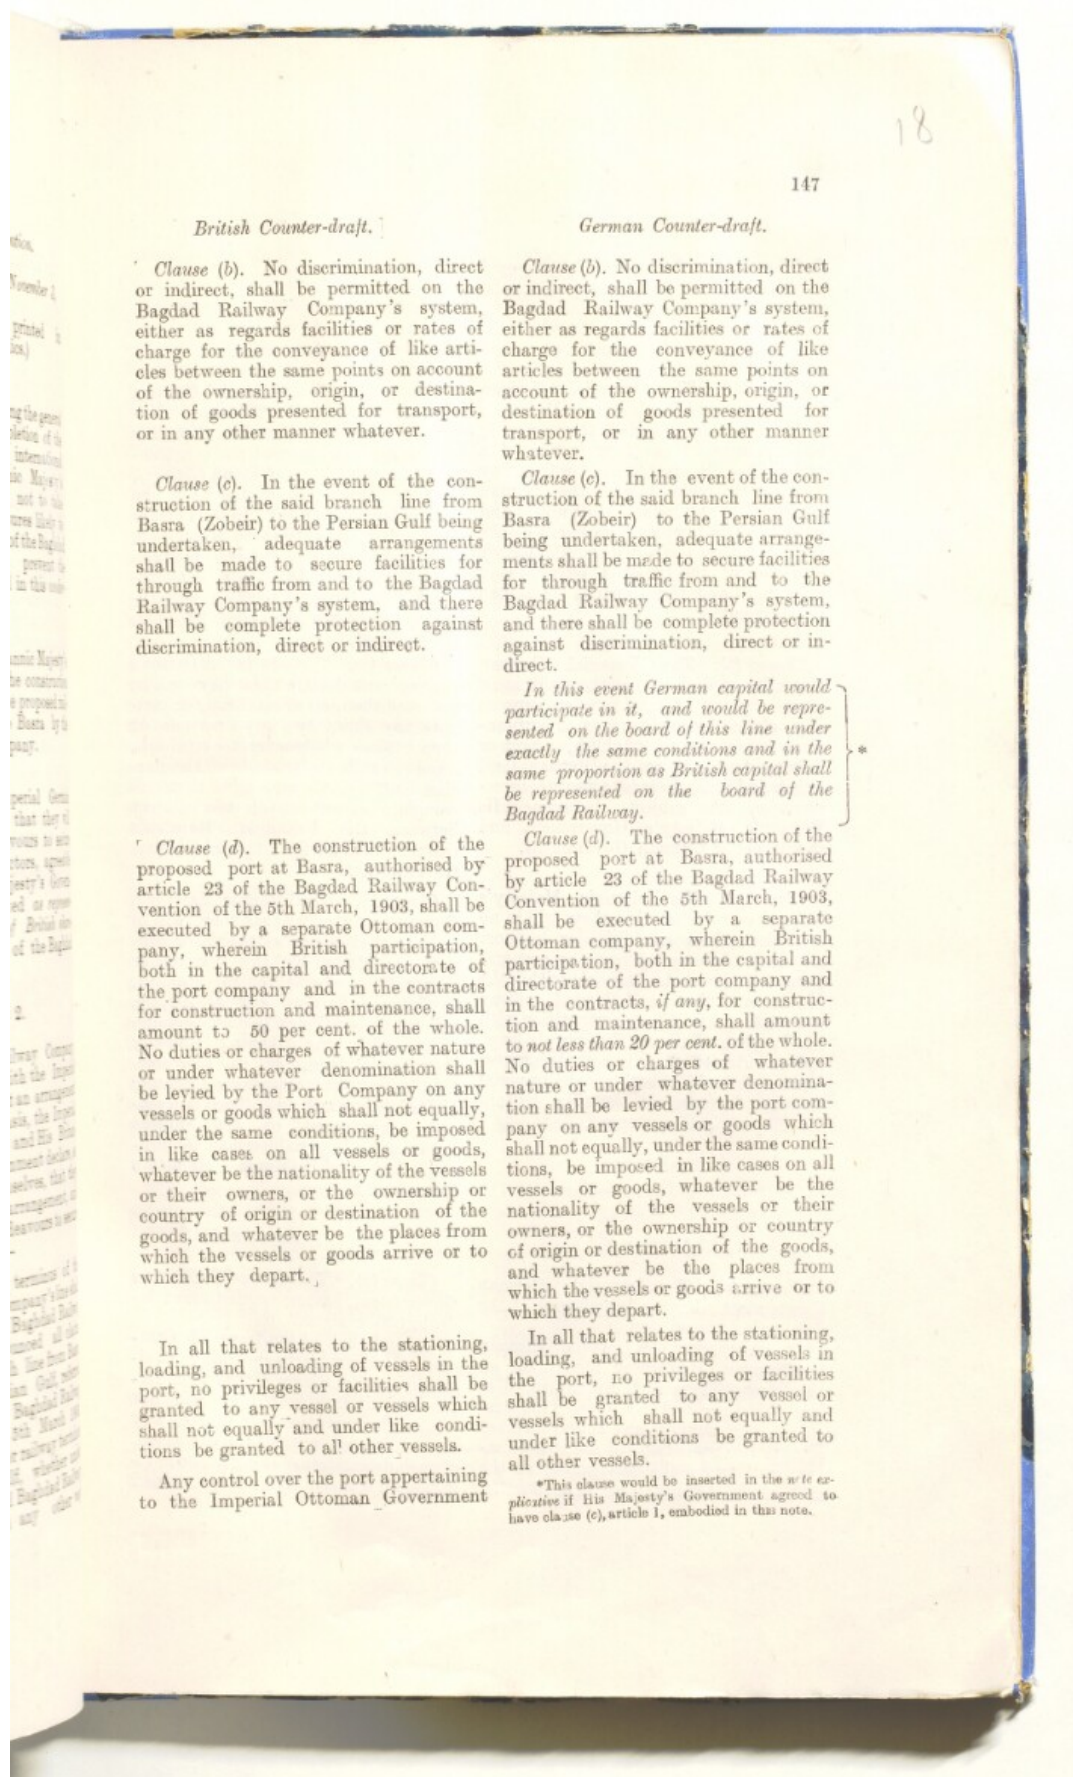 18
147
British Counter-draft.
Clause (b). No discrimination, direct
or indirect, shall be permitted on the
Bagdad Railway Company's system,
either as regards facilities or rates of
charge for the conveyance of like arti-
cles between the same points on account
of the ownership, origin, or destina-
tion of goods presented for transport,
or in any other manner whatever.
Clause (c). In the event of the con-
struction of the said branch line from
Basra (Zobeir) to the Persian Gulf being
undertaken, adequate arrangements
shall be made to secure facilities for
through traffic from and to the Bagdad
Railway Company's system, and there
shall be complete protection against
discrimination, direct or indirect.
Clause (d). The construction of the
proposed port at Basra, authorised by
article 23 of the Bagdad Railway Con-
vention of the 5th March, 1903, shall be
executed by a separate Ottoman com-
pany, wherein British participation,
both in the capital and directorate of
the port company and in the contracts
for construction and maintenance, shall
amount to 50 per cent. of the whole.
No duties or charges of whatever nature
or under whatever denomination shall
be levied by the Port Company on any
vessels or goods which shall not equally,
under the same conditions, be imposed
in like cases on all vessels or goods,
whatever be the nationality of the vessels
or their owners, or the ownership or
country of origin or destination of the
goods, and whatever be the places from
which the vessels or goods arrive or to
which they depart.
In all that relates to the stationing,
loading, and unloading of vessels in the
port, no privileges or facilities shall be
granted to any vessel or vessels which
shall not equally and under like condi-
tions be granted to all other vessels.
Any control over the port appertaining
to the Imperial Ottoman Government
German Counter-draft.
Clause (b). No discrimination, direct
or indirect, shall be permitted on the
Bagdad Railway Company's system,
either as regards facilities or rates of
charge for the conveyance of like
articles between the same points on
account of the ownership, origin, or
destination of goods presented for
transport, or in any other manner
whatever.
Clause (c). In the event of the con-
struction of the said branch line from
Basra (Zobeir) to the Persian Gulf
being undertaken, adequate arrange-
ments shall be made to secure facilities
for through traffic from and to the
Bagdad Railway Company's system,
and there shall be complete protection
against discrimination, direct or in-
direct.
In this event German capital would
participate in it, and would be repre-
sented on the board of this line under
exactly the same conditions and in the
same proportion as British capital shall
be represented on the board of the
Bagdad Railway.
*
Clause (d). The construction of the
proposed port at Basra, authorised
by article 23 of the Bagdad Railway
Convention of the 5th March, 1903,
shall be executed by a separate
Ottoman company, wherein British
participation, both in the capital and
directorate of the port company and
in the contracts, if any, for construc-
tion and maintenance, shall amount
to not less than 20 per cent. of the whole.
No duties or charges of whatever
nature or under whatever denomina-
tion shall be levied by the port com-
pany on any vessels or goods which
shall not equally, under the same condi-
tions, be imposed in like cases on all
vessels or goods, whatever be the
nationality of the vessels or their
owners, or the ownership or country
of origin or destination of the goods,
and whatever be the places from
which the vessels or goods arrive or to
which they depart.
In all that relates to the stationing,
loading, and unloading of vessels in
the port, no privileges or facilities
shall be granted to any vessel or
vessels which shall not equally and
under like conditions be granted to
all other vessels.
*This clause would be inserted in the note ex-
plicative if His Majesty's Government agreed to
have clause (c), article 1, embodied in this note.